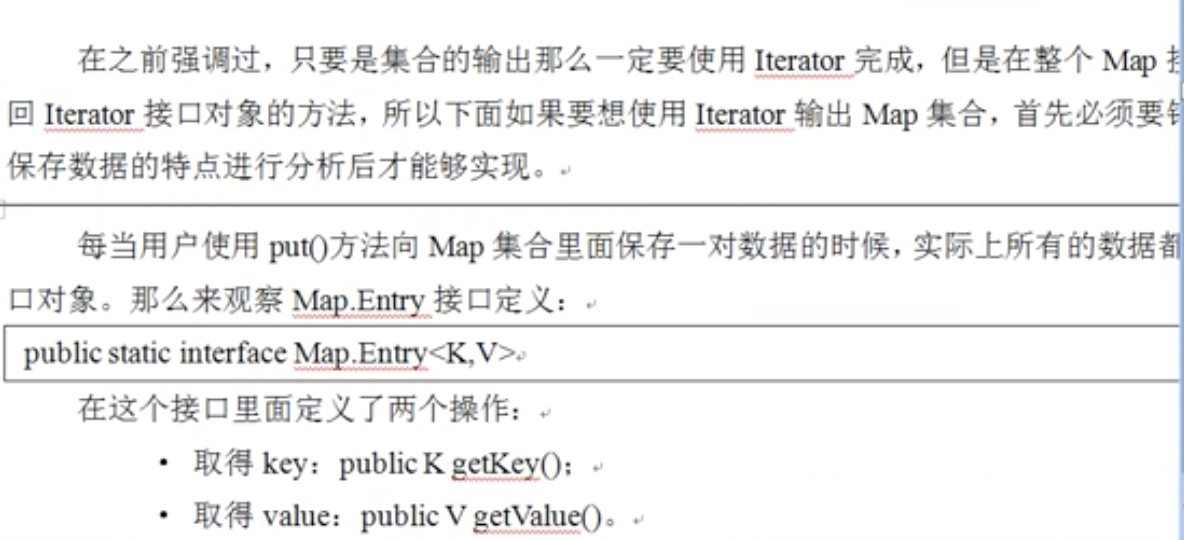 在之前强调过，只要是集合的输出那么一定要使用 Iterator 完成，但是在整个 Map
回 Iterator 接口对象的方法，所以下面如果要想使用 Iterator 输出 Map 集合，首先必须要
保存数据的特点进行分析后才能够实现。
每当用户使用 put()方法向 Map 集合里面保存一对数据的时候，实际上所有的数据都
口对象。那么来观察 Map.Entry 接口定义：
public static interface Map.Entry<K,V>
在这个接口里面定义了两个操作：
• 取得 key：public K getKey()；
• 取得 value：public V getValue()。